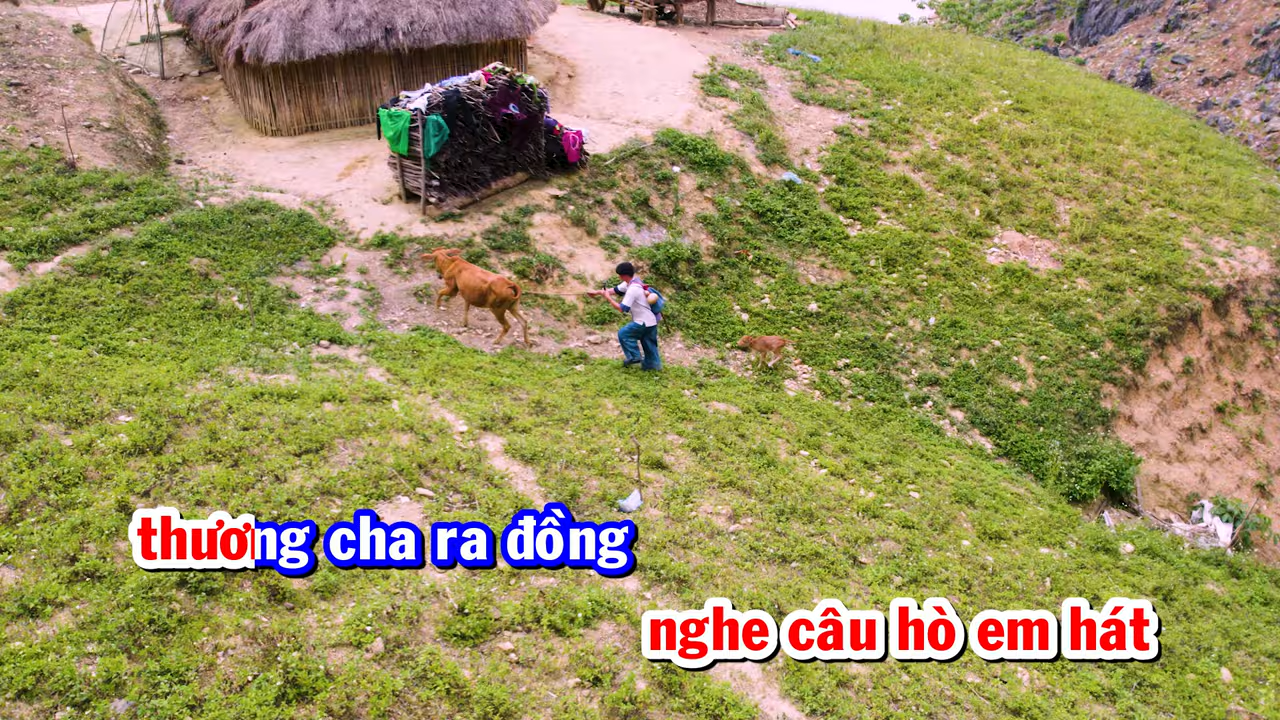 thương cha ra đồng
nghe câu hò em hát